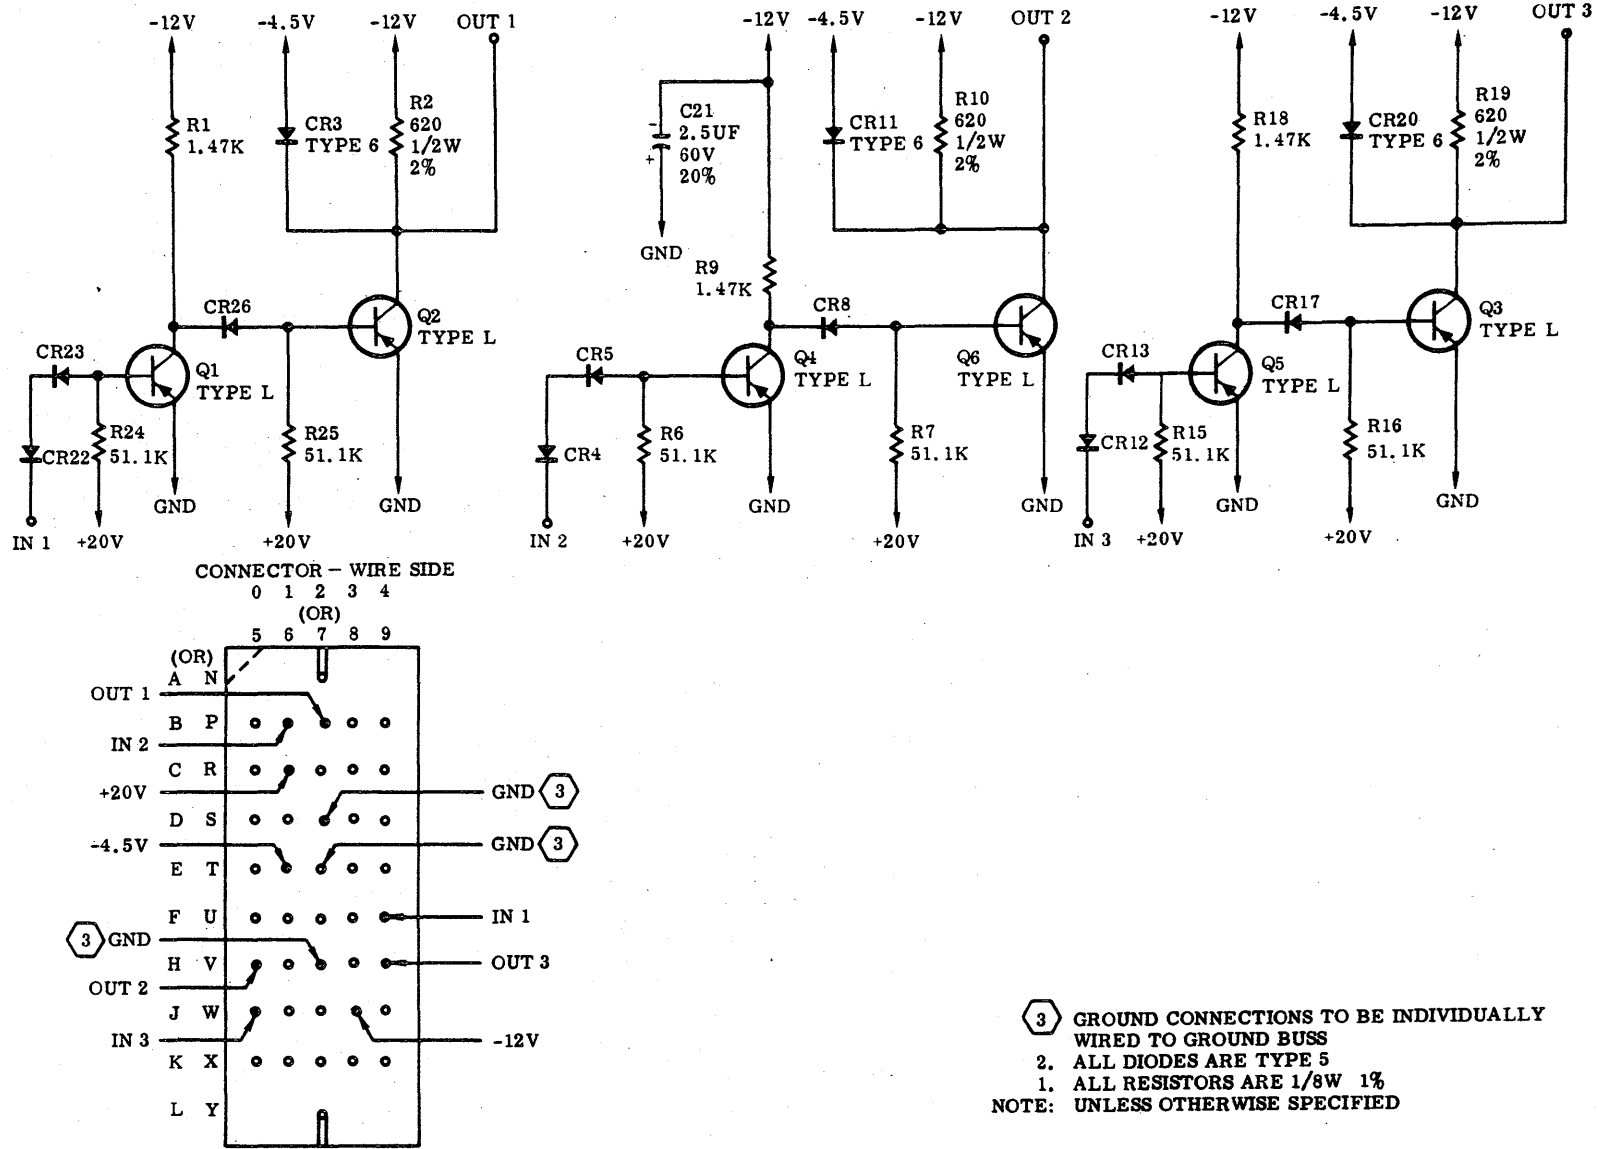 -12V -4.5V -12V OUT 1
R1
1.47K
CR3
TYPE 6
R2
620
1/2W
2%
CR26
Q2
TYPE L
CR23
Q1
TYPE L
CR22
R24
51.1K
R25
51.1K
GND
GND
IN 1 +20V +20V
-12V -4.5V -12V OUT 2
C21
2.5UF
60V
20%
-
+
GND
CR11
TYPE 6
R10
620
1/2W
2%
R9
1.47K
CR8
CR5
Q4
TYPE L
Q6
TYPE L
CR4
R6
51.1K
R7
51.1K
GND
GND
IN 2 +20V +20V
-12V -4.5V -12V OUT 3
R18
1.47K
CR20
TYPE 6
R19
620
1/2W
2%
CR17
Q3
TYPE L
CR13
Q5
TYPE L
CR12
R15
51.1K
R16
51.1K
GND
GND
IN 3 +20V +20V
CONNECTOR - WIRE SIDE
0 1 2 3 4
(OR)
5 6 7 8 9
(OR)
A N
OUT 1
B P
IN 2
C R
+20V
GND 3
D S
-4.5V
GND 3
E T
F U
IN 1
3 GND
H V
OUT 3
OUT 2
J W
IN 3
-12V
K X
L Y
3 GROUND CONNECTIONS TO BE INDIVIDUALLY
WIRED TO GROUND BUSS
2. ALL DIODES ARE TYPE 5
1. ALL RESISTORS ARE 1/8W 1%
NOTE: UNLESS OTHERWISE SPECIFIED